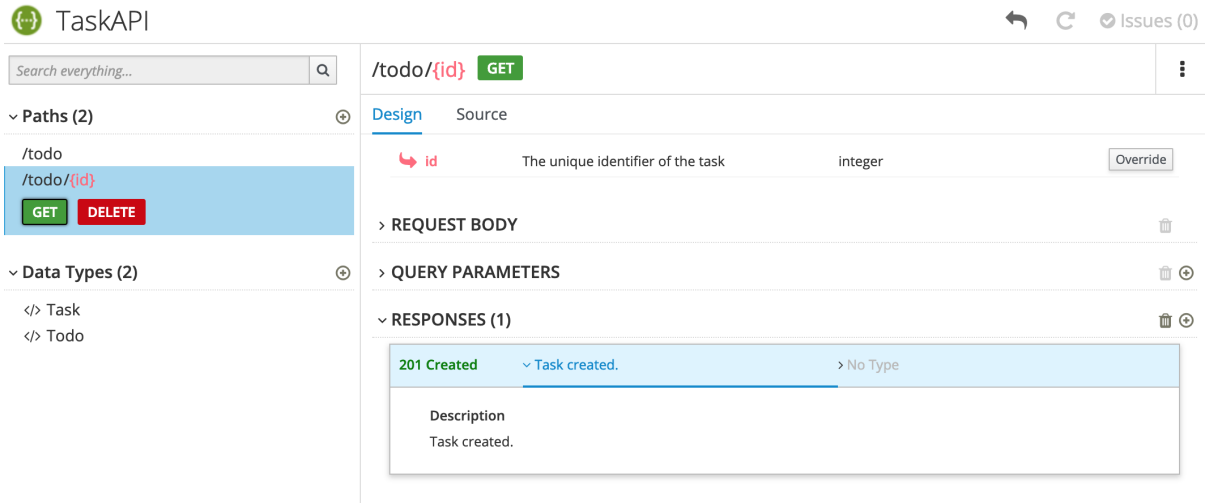 TaskAPI
Issues (0)
Search everything...
Paths (2)
/todo
/todo/{id}
GET DELETE
Data Types (2)
</> Task
</> Todo
/todo/{id} GET
Design Source
id The unique identifier of the task integer Override
REQUEST BODY
QUERY PARAMETERS
RESPONSES (1)
201 Created Task created. No Type
Description
Task created.